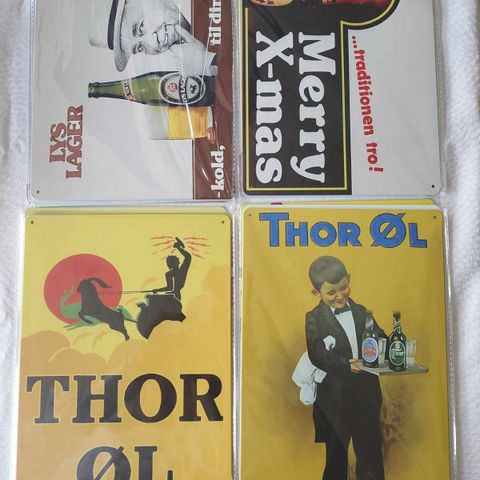 LYS
LAGER
-kold,
til din
Merry
X-mas
...traditionen tro!
THOR
ØL
THOR ØL